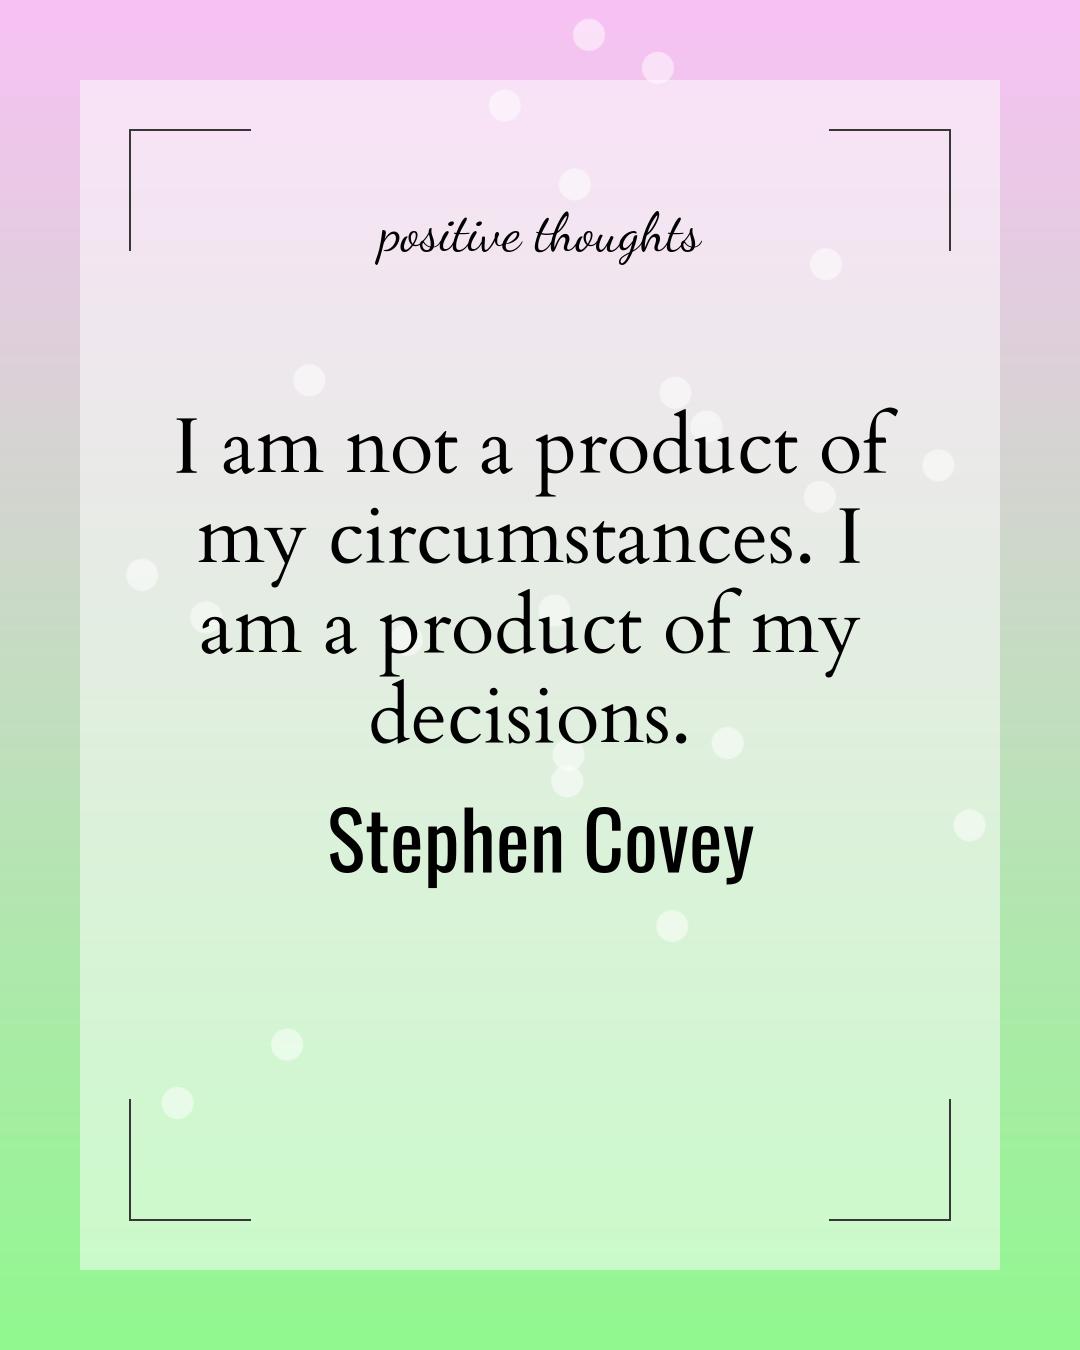 positive thoughts
I am not a product of
my circumstances. I
am a product of my
decisions.
Stephen Covey